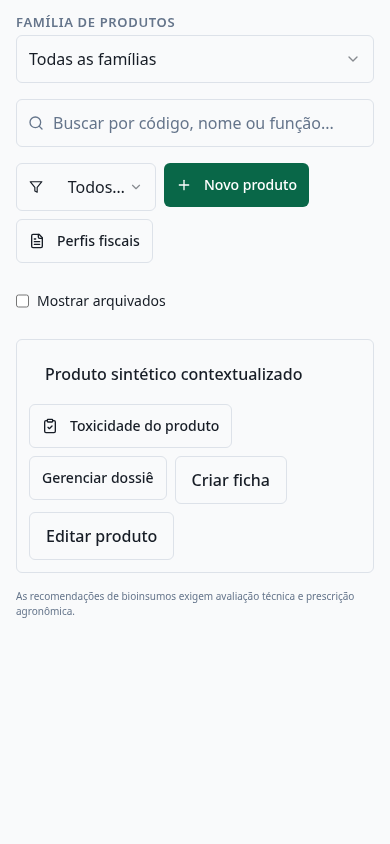 FAMÍLIA DE PRODUTOS
Todas as famílias
Buscar por código, nome ou função...
Todos...
Novo produto
Perfis fiscais
Mostrar arquivados
Produto sintético contextualizado
Toxicidade do produto
Gerenciar dossiê
Criar ficha
Editar produto
As recomendações de bioinsumos exigem avaliação técnica e prescrição
agronômica.